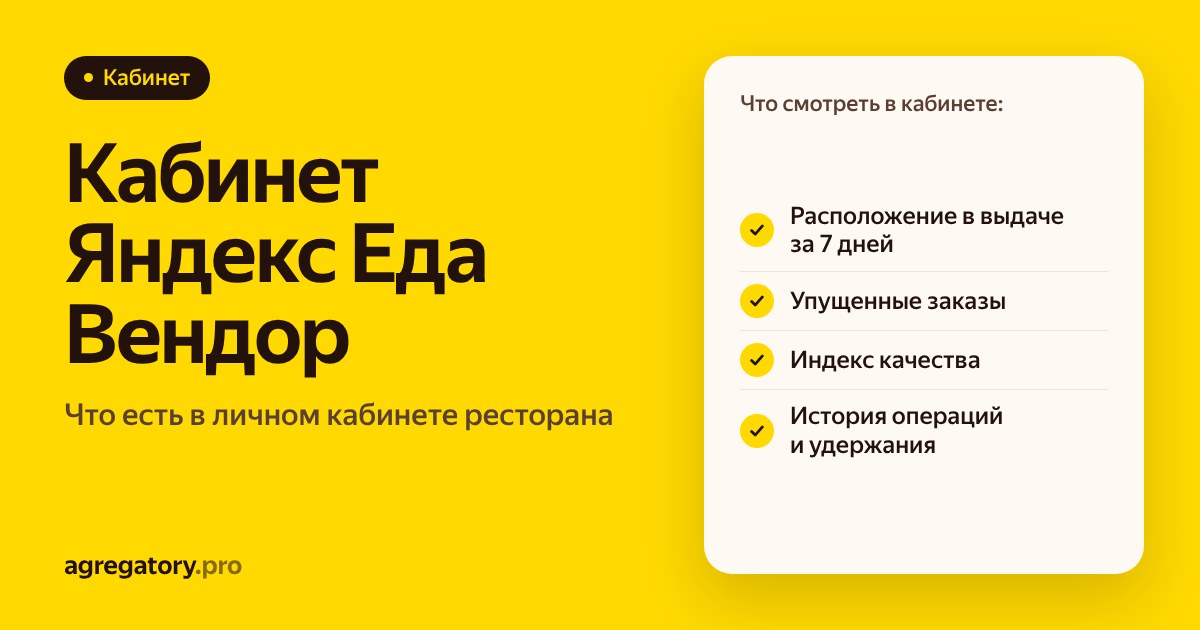 Кабинет
Кабинет
Яндекс Еда
Вендор
Что есть в личном кабинете ресторана
agregatory.pro
Что смотреть в кабинете:
Расположение в выдаче
за 7 дней
Упущенные заказы
Индекс качества
История операций
и удержания